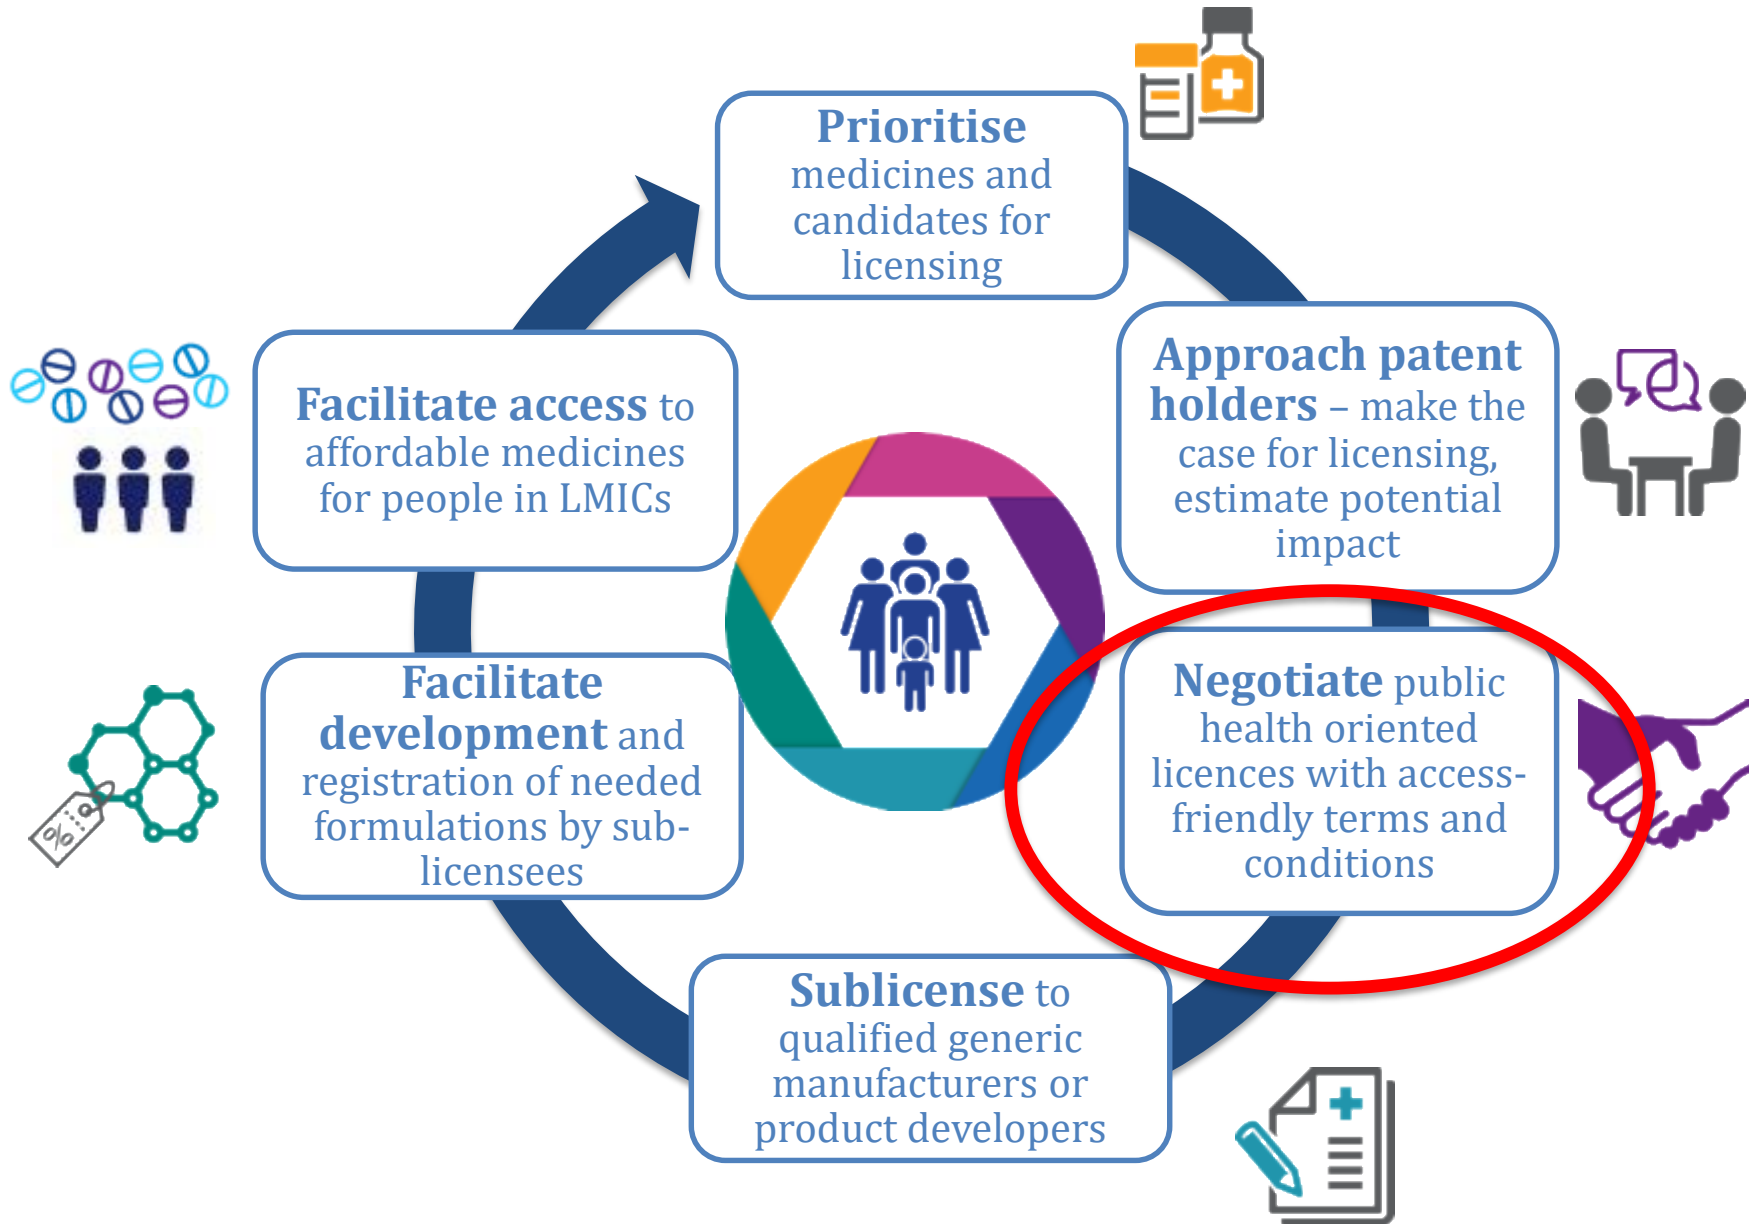 Prioritise
medicines and
candidates for
licensing
Approach patent
holders – make the
case for licensing,
estimate potential
impact
Negotiate public
health oriented
licences with access-
friendly terms and
conditions
Sublicense to
qualified generic
manufacturers or
product developers
Facilitate
development and
registration of needed
formulations by sub-
licensees
%
Facilitate access to
affordable medicines
for people in LMICs